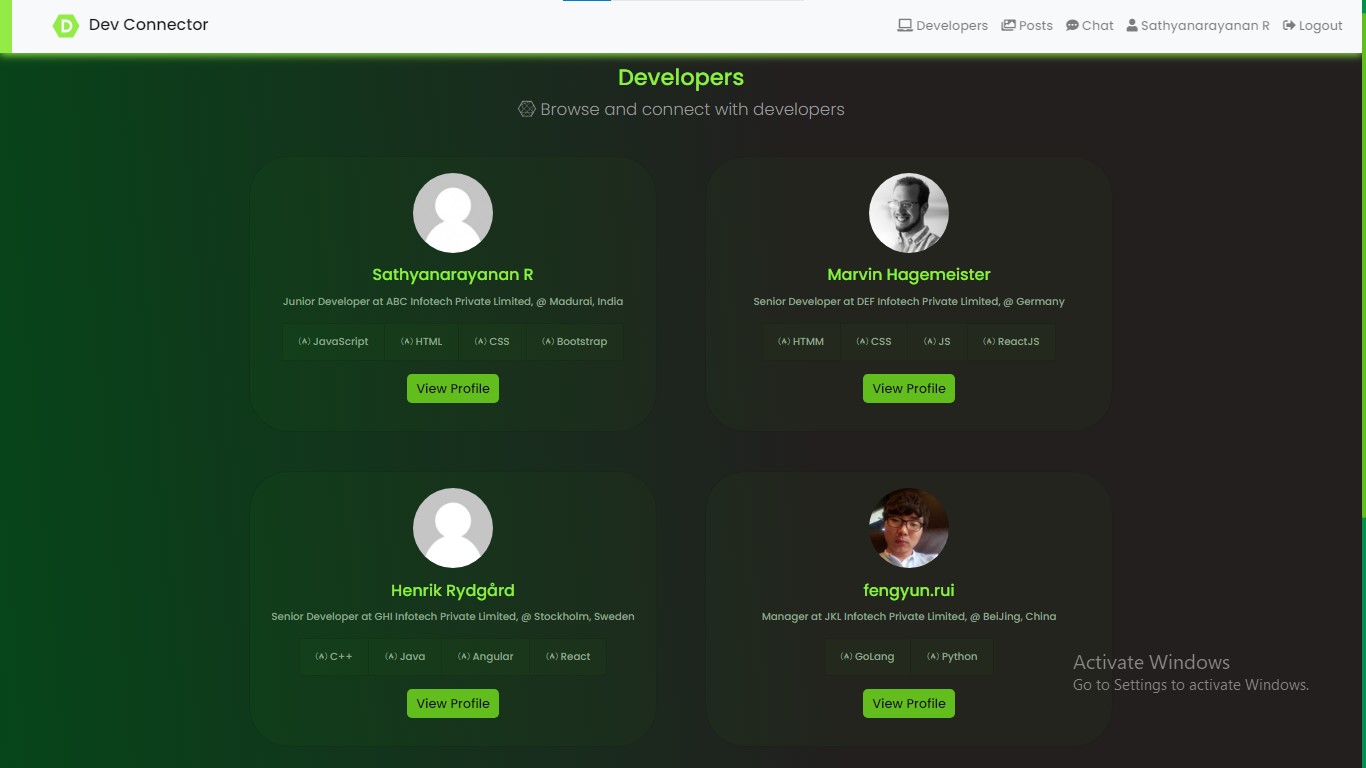 D Dev Connector Developers Posts Chat Sathyanarayanan R Logout
Developers
Browse and connect with developers
Sathyanarayanan R
Junior Developer at ABC Infotech Private Limited, @ Madurai, India
(A) JavaScript (A) HTML (A) CSS (A) Bootstrap
View Profile
Marvin Hagemeister
Senior Developer at DEF Infotech Private Limited, @ Germany
(A) HTMM (A) CSS (A) JS (A) ReactJS
View Profile
Henrik Rydgård
Senior Developer at GHI Infotech Private Limited, @ Stockholm, Sweden
(A) C++ (A) Java (A) Angular (A) React
View Profile
fengyun.rui
Manager at JKL Infotech Private Limited, @ BeiJing, China
(A) GoLang (A) Python
View Profile
Activate Windows
Go to Settings to activate Windows.